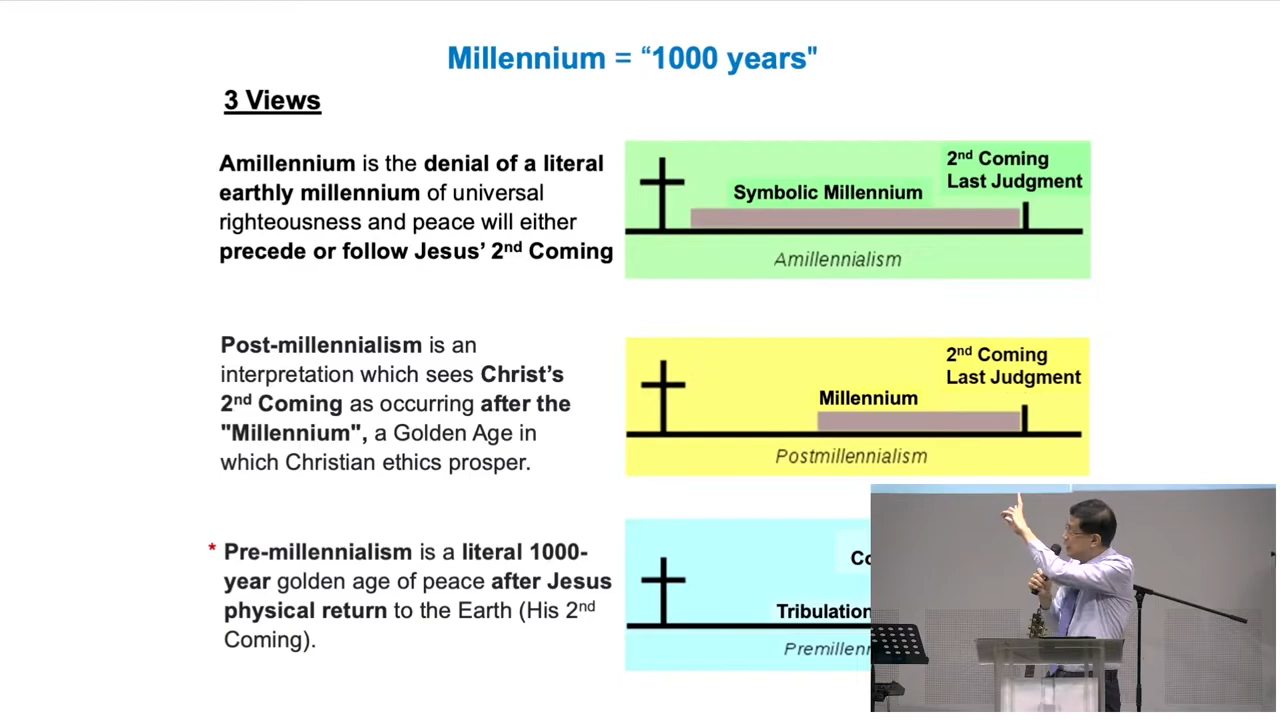 Millennium = “1000 years"
3 Views
Amillennium is the denial of a literal
earthly millennium of universal
righteousness and peace will either
precede or follow Jesus’ 2nd Coming
2nd Coming
Last Judgment
Symbolic Millennium
Amillennialism
Post-millennialism is an
interpretation which sees Christ’s
2nd Coming as occurring after the
"Millennium", a Golden Age in
which Christian ethics prosper.
2nd Coming
Last Judgment
Millennium
Postmillennialism
* Pre-millennialism is a literal 1000-
year golden age of peace after Jesus
physical return to the Earth (His 2nd
Coming).
Tribulation